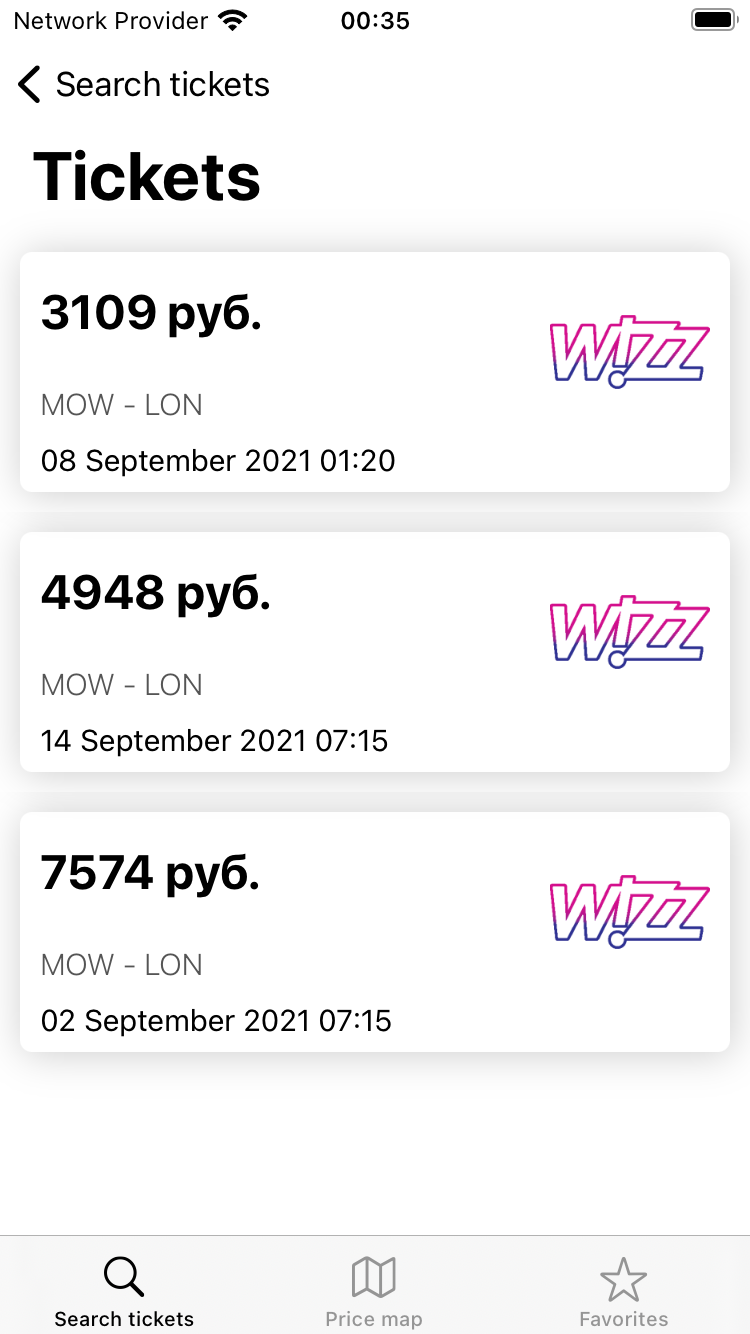 Network Provider 00:35
Search tickets
Tickets
3109 руб.
WIZZ
MOW - LON
08 September 2021 01:20
4948 руб.
WIZZ
MOW - LON
14 September 2021 07:15
7574 руб.
WIZZ
MOW - LON
02 September 2021 07:15
Search tickets Price map Favorites